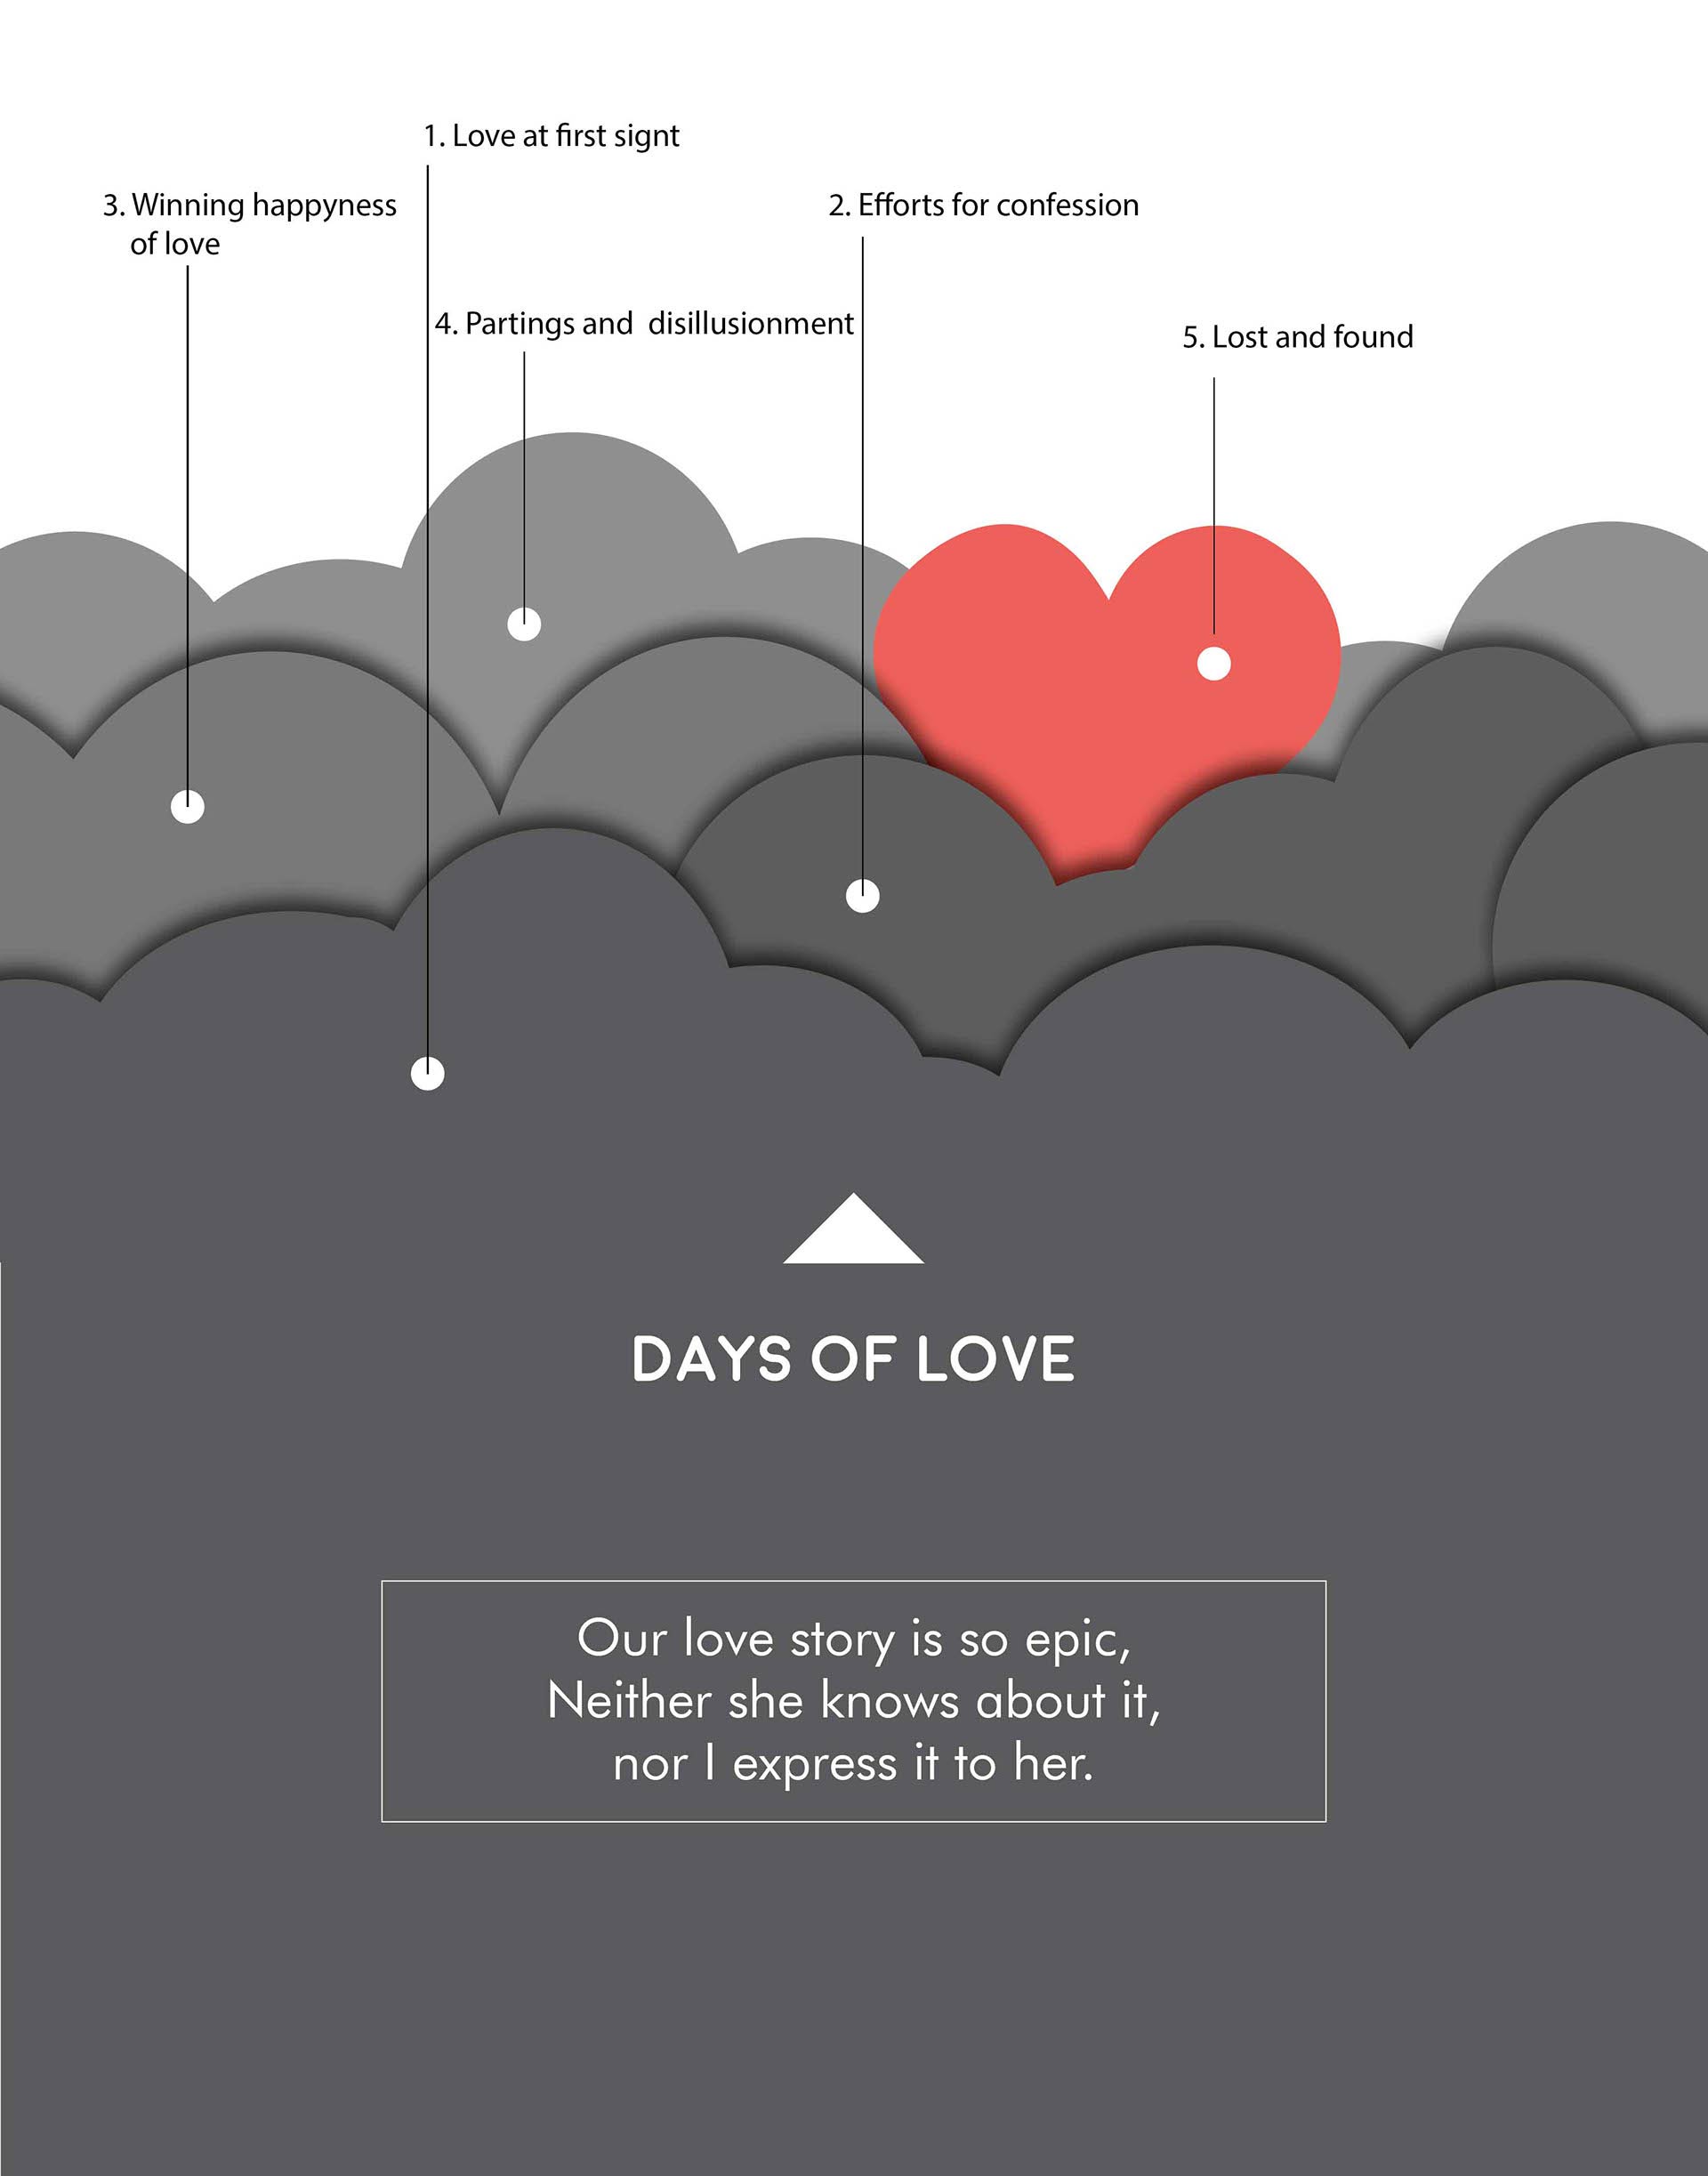 1. Love at first signt
3. Winning happyness
of love
2. Efforts for confession
4. Partings and  disillusionment
5. Lost and found
DAYS OF LOVE
Our love story is so epic,
Neither she knows about it,
nor I express it to her.